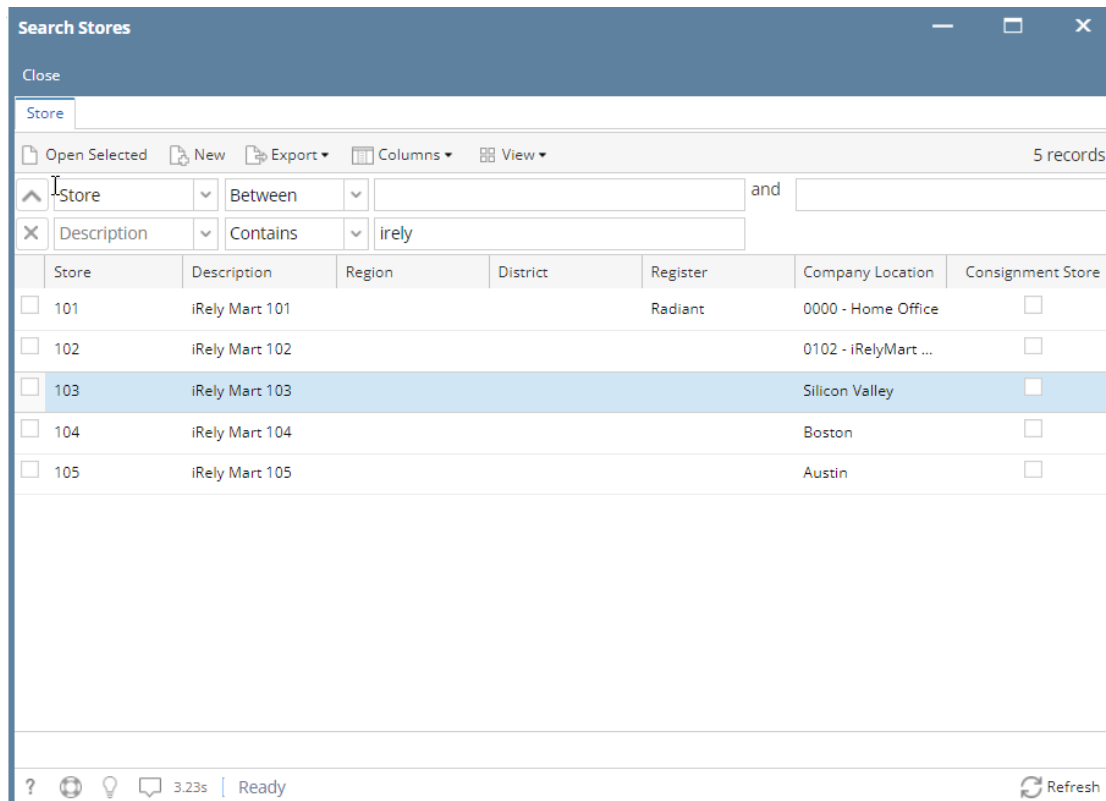 Search Stores
Close
Store
Open Selected New Export Columns View 5 records
Store Between and
Description Contains irely
Store Description Region District Register Company Location Consignment Store
101 iRely Mart 101 Radiant 0000 - Home Office
102 iRely Mart 102 0102 - iRelyMart ...
103 iRely Mart 103 Silicon Valley
104 iRely Mart 104 Boston
105 iRely Mart 105 Austin
? 3.23s Ready Refresh